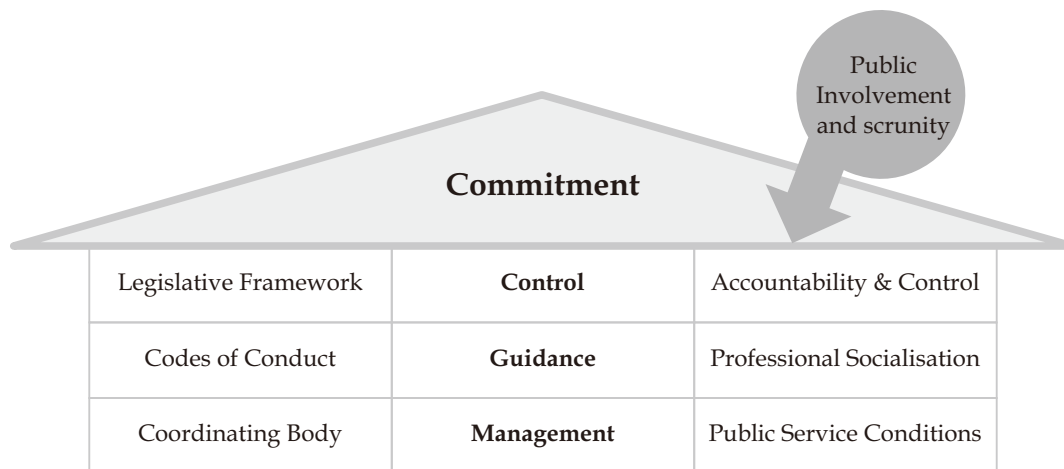 Public
Involvement
and scrunity
Commitment
Legislative Framework
Control
Accountability & Control
Codes of Conduct
Guidance
Professional Socialisation
Coordinating Body
Management
Public Service Conditions